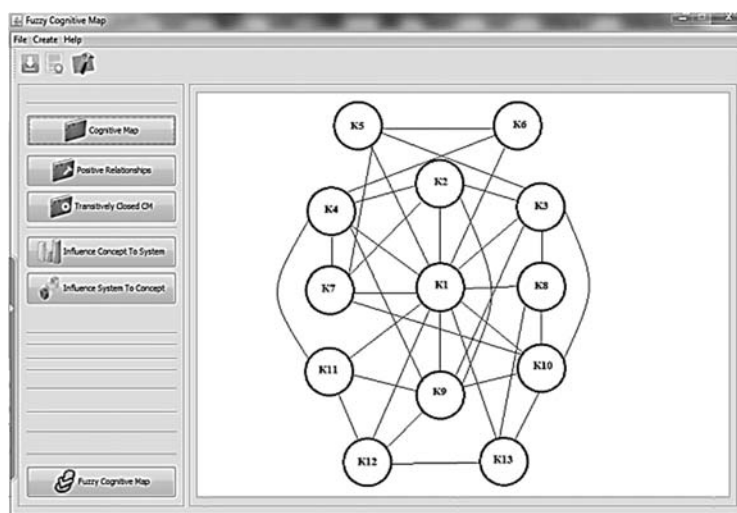 Fuzzy Cognitive Map
File Create Help
Cognitive Map
Positive Relationships
Transitively Closed CM
Influence Concept To System
Influence System To Concept
Fuzzy Cognitive Map
K5 K6
K2
K4 K3
K7 K1 K8
K11 K10
K9
K12 K13